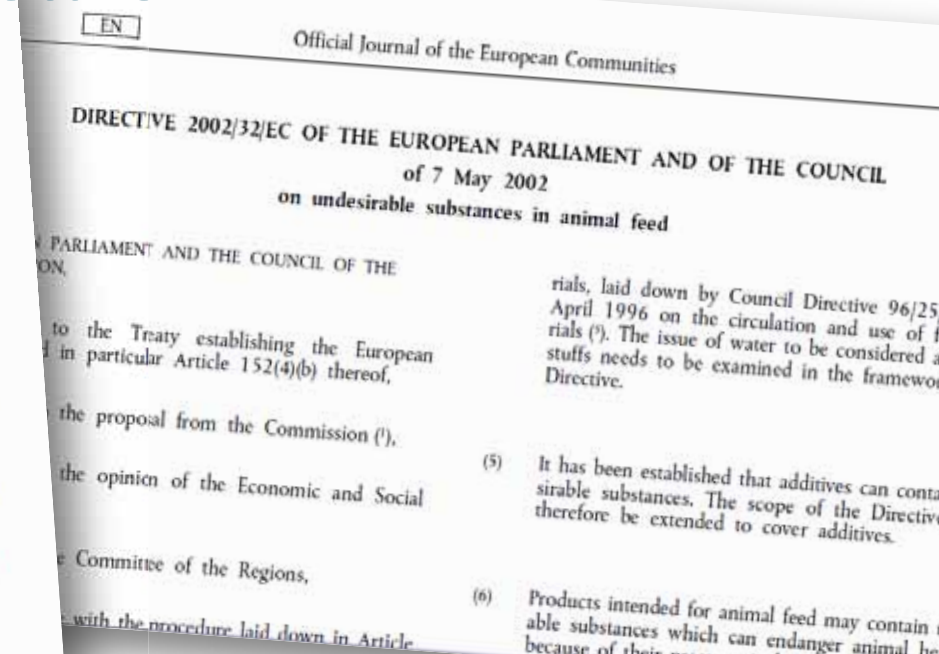 EN
Official Journal of the European Communities
DIRECTIVE 2002/32/EC OF THE EUROPEAN PARLIAMENT AND OF THE COUNCIL
of 7 May 2002
on undesirable substances in animal feed
PARLIAMENT AND THE COUNCIL OF THE
to the Treaty establishing the European
in particular Article 152(4)(b) thereof,
the proposal from the Commission (¹),
the opinion of the Economic and Social
Committee of the Regions,
with the procedure laid down in Article
rials, laid down by Council Directive 96/25
April 1996 on the circulation and use of
rials (⁹). The issue of water to be considered
stuffs needs to be examined in the
Directive.
(5) It has been established that additives can
sirable substances. The scope of the Directive
therefore be extended to cover additives.
(6) Products intended for animal feed may contain
able substances which can endanger animal
because of their